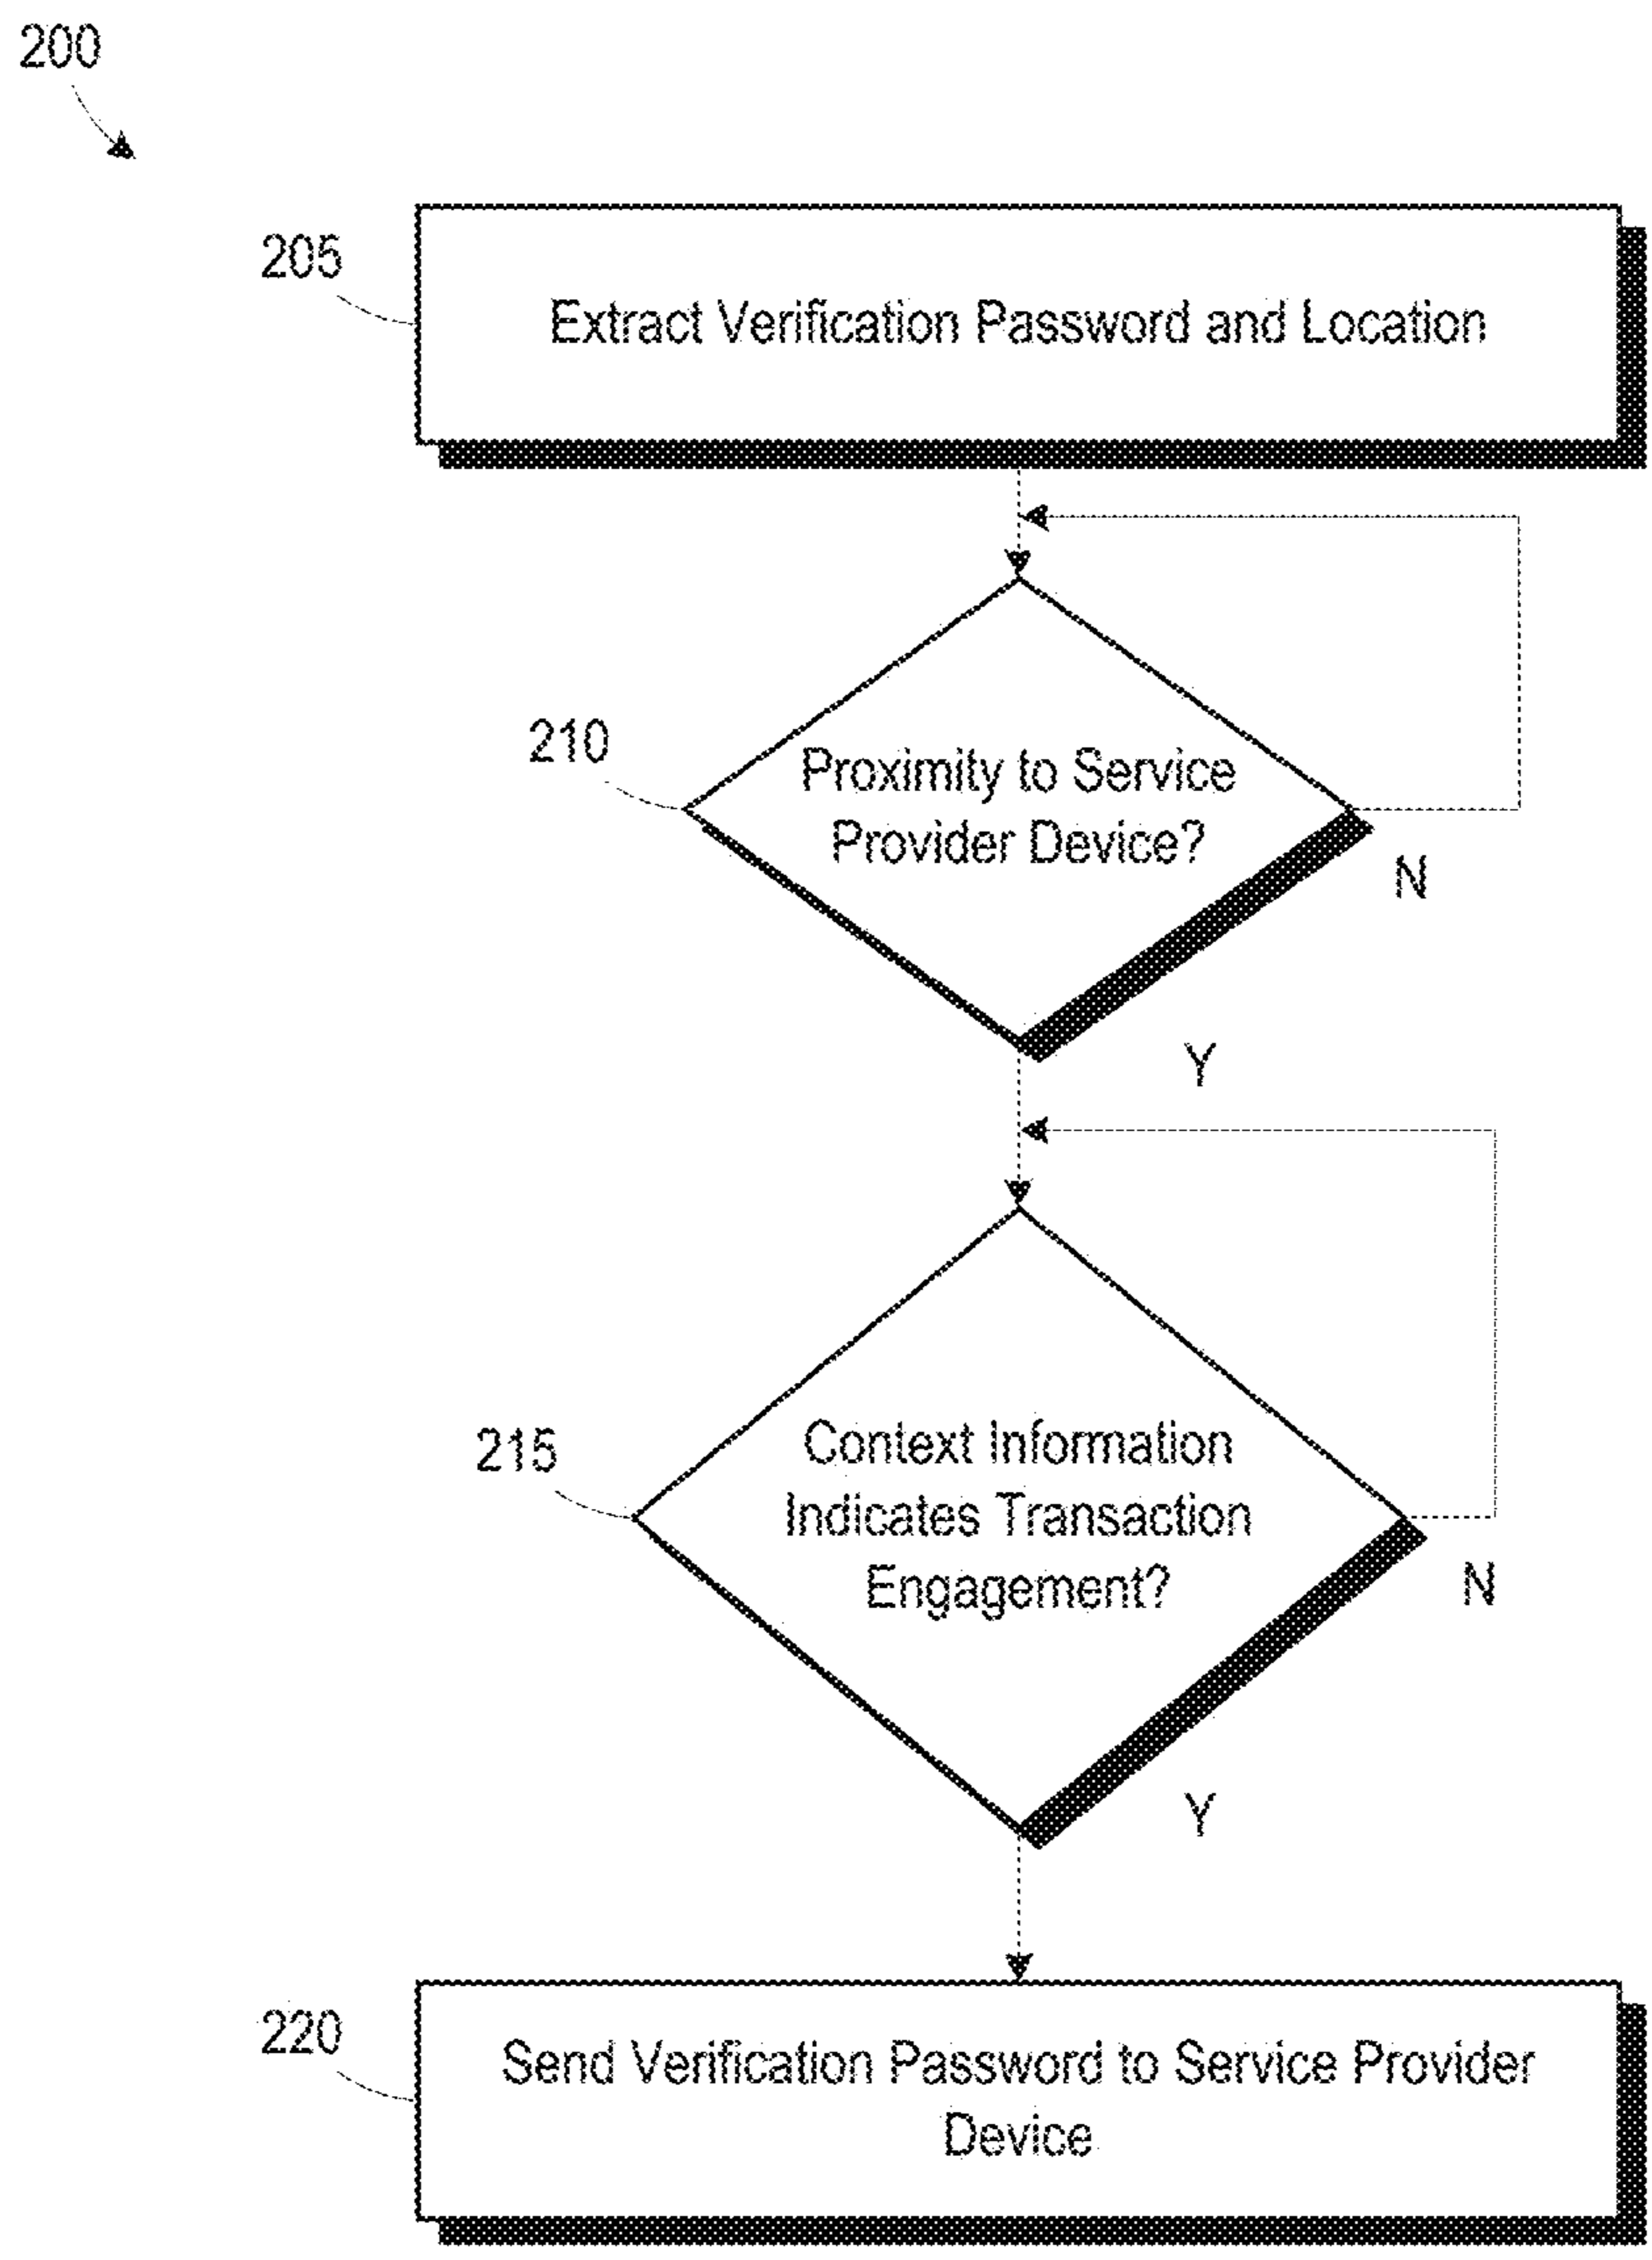 200
205
Extract Verification Password and Location
210
Proximity to Service
Provider Device?
N
Y
215
Context Information
Indicates Transaction
Engagement?
N
Y
220
Send Verification Password to Service Provider
Device